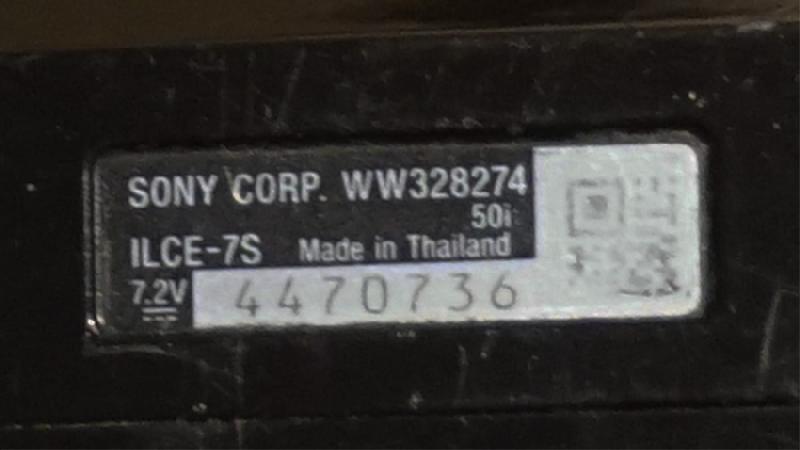 SONY CORP. WW328274
50i
ILCE-7S Made in Thailand
7.2V 4470736